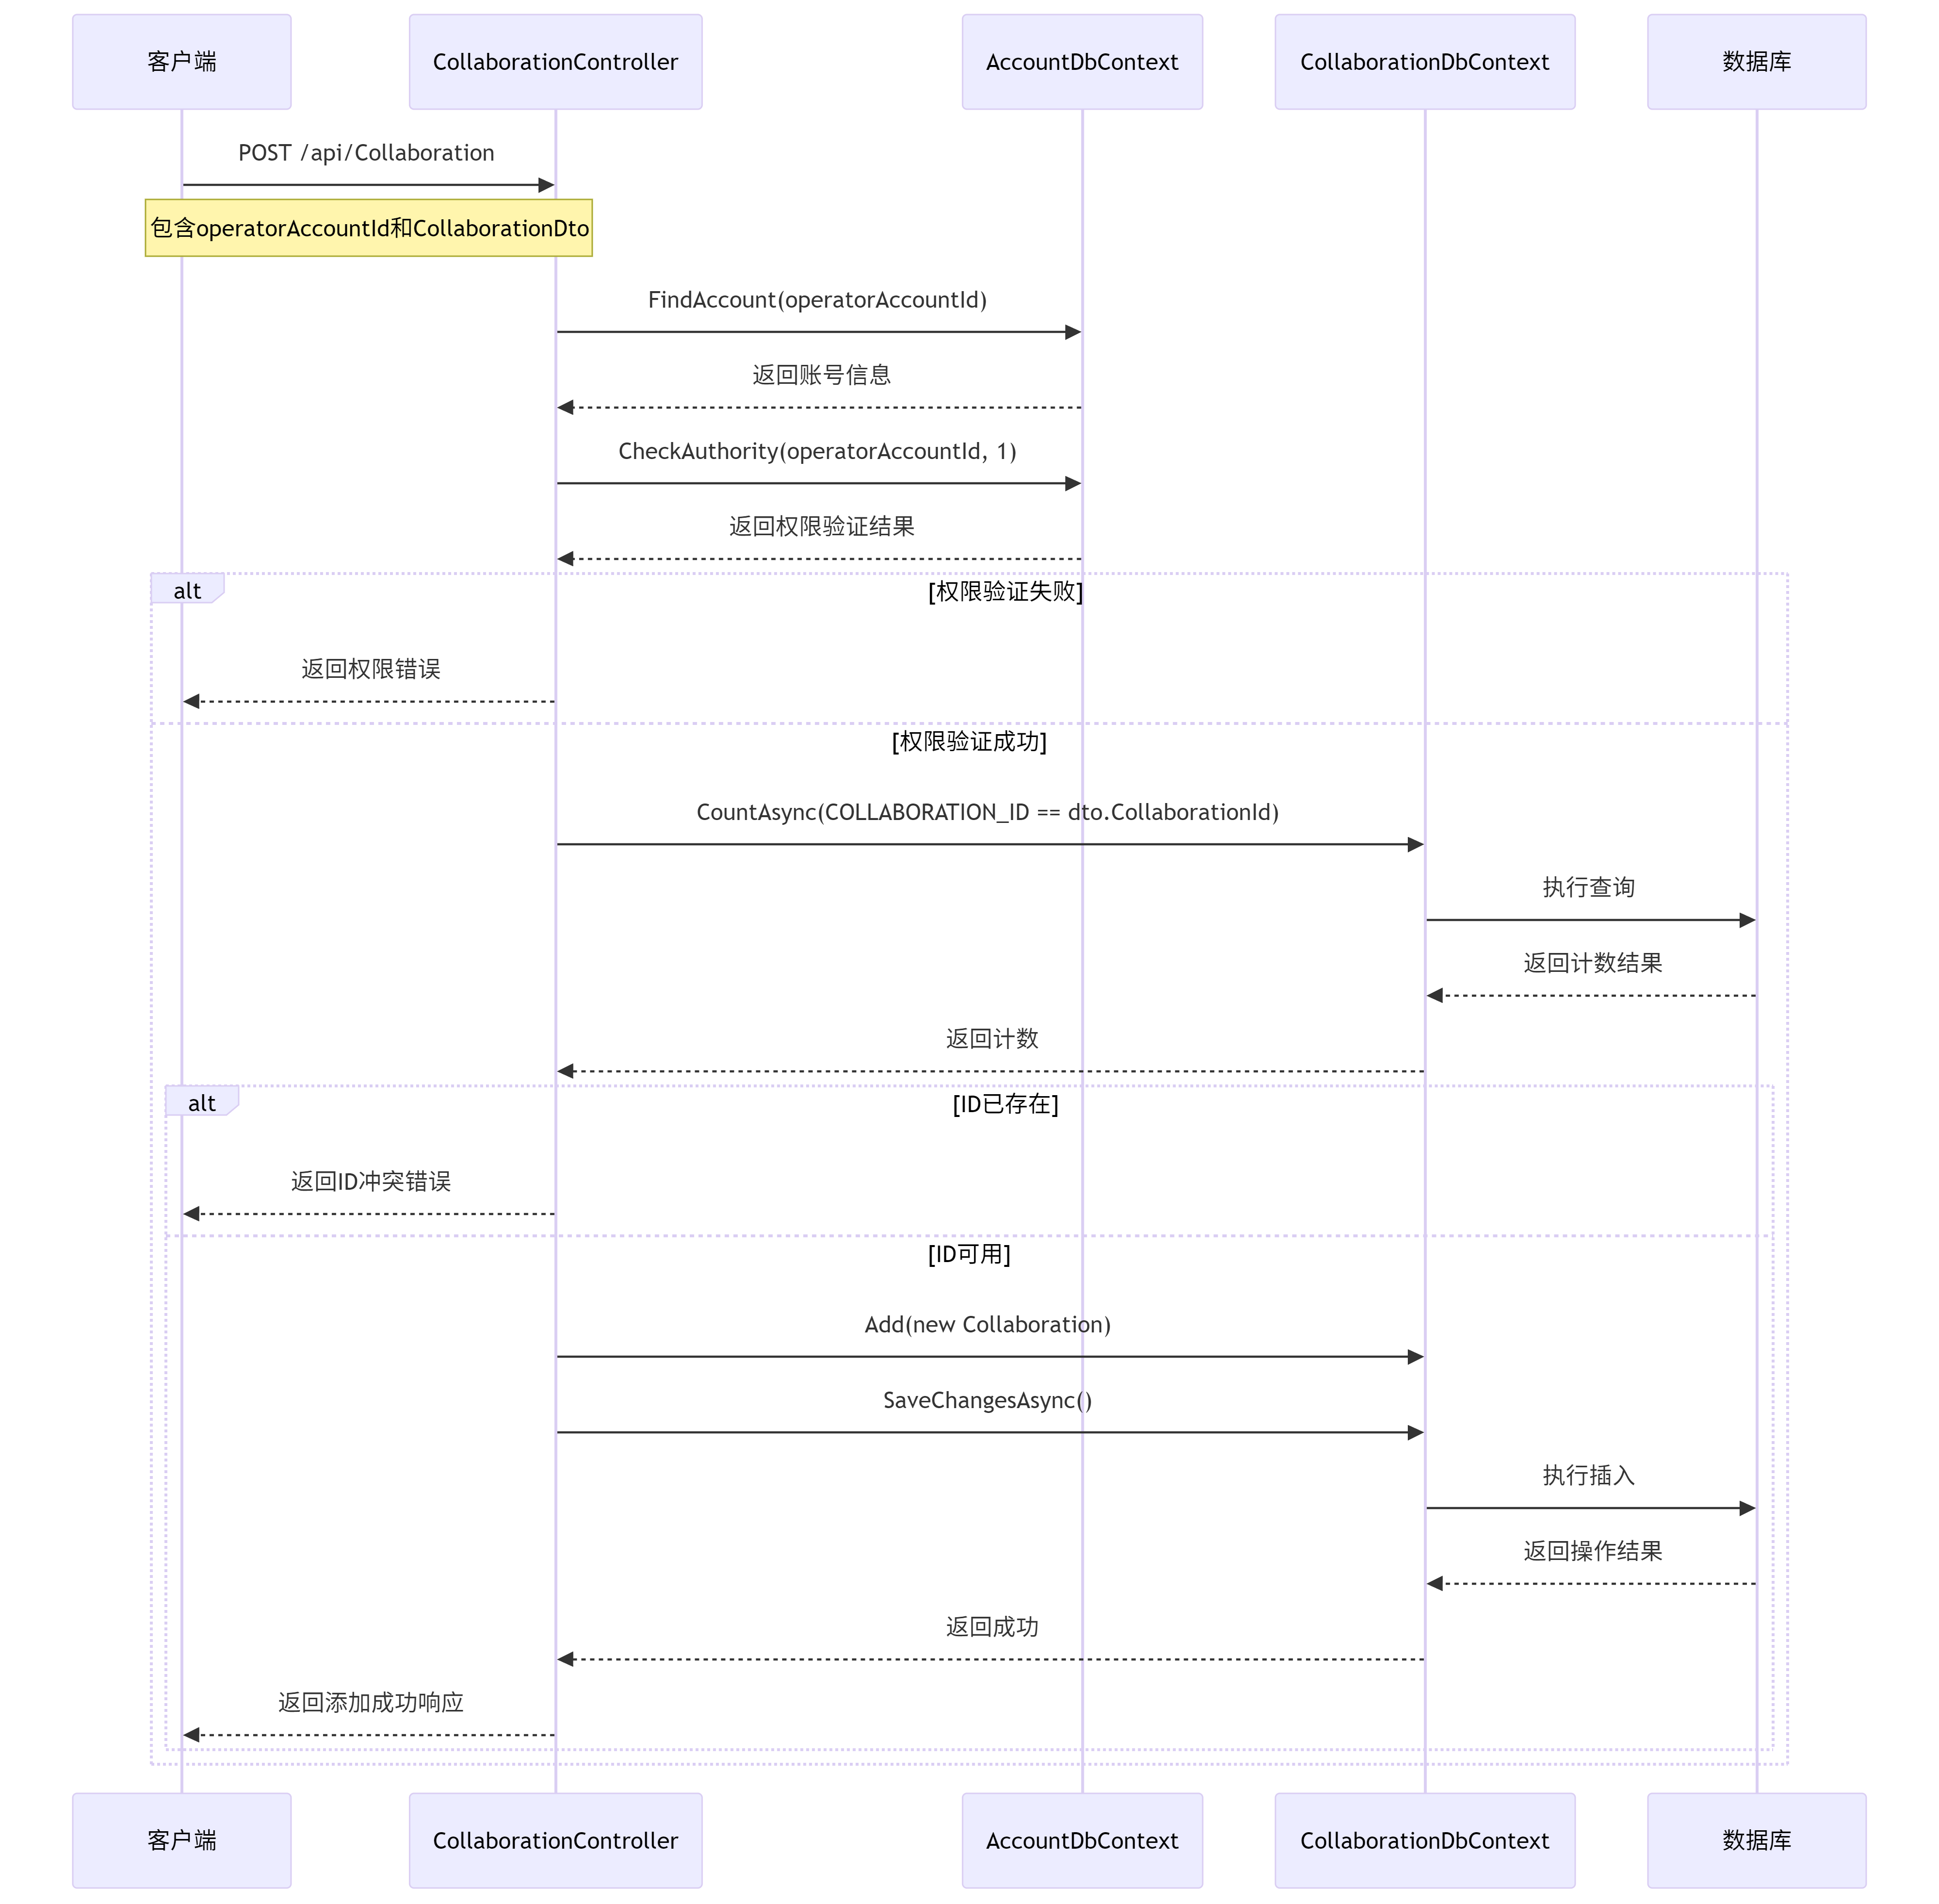 客户端
CollaborationController
AccountDbContext
CollaborationDbContext
数据库
POST /api/Collaboration
包含operatorAccountId和CollaborationDto
FindAccount(operatorAccountId)
返回账号信息
CheckAuthority(operatorAccountId, 1)
返回权限验证结果
alt
[权限验证失败]
返回权限错误
[权限验证成功]
CountAsync(COLLABORATION_ID == dto.CollaborationId)
执行查询
返回计数结果
返回计数
alt
[ID已存在]
返回ID冲突错误
[ID可用]
Add(new Collaboration)
SaveChangesAsync()
执行插入
返回操作结果
返回成功
返回添加成功响应
客户端
CollaborationController
AccountDbContext
CollaborationDbContext
数据库